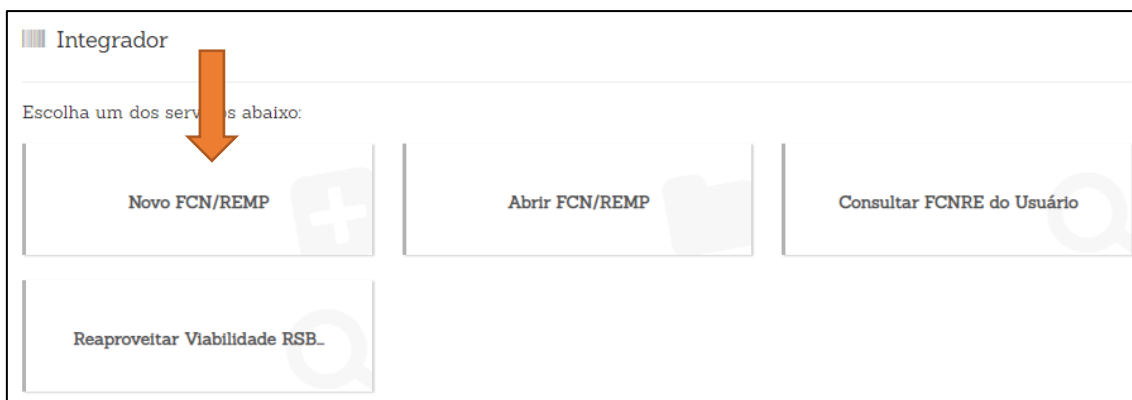 Integrador
Escolha um dos abaixo:
Novo FCN/REMP
Abrir FCN/REMP
Consultar FCNRE do Usuário
Reaproveitar Viabilidade RSB...